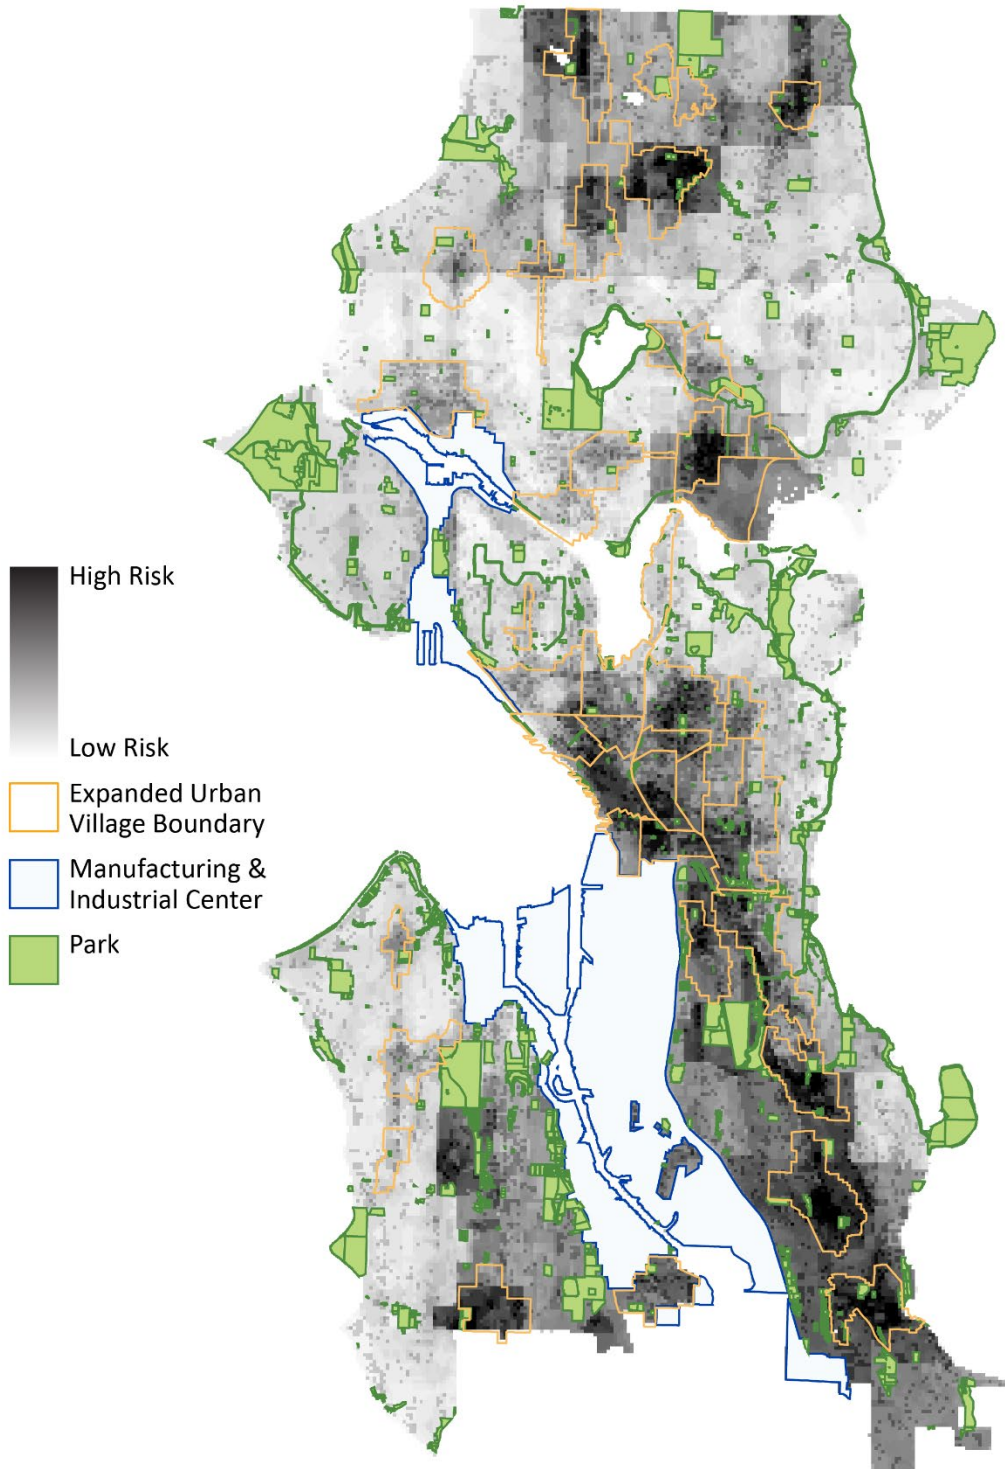 High Risk
Low Risk
Expanded Urban
Village Boundary
Manufacturing &
Industrial Center
Park